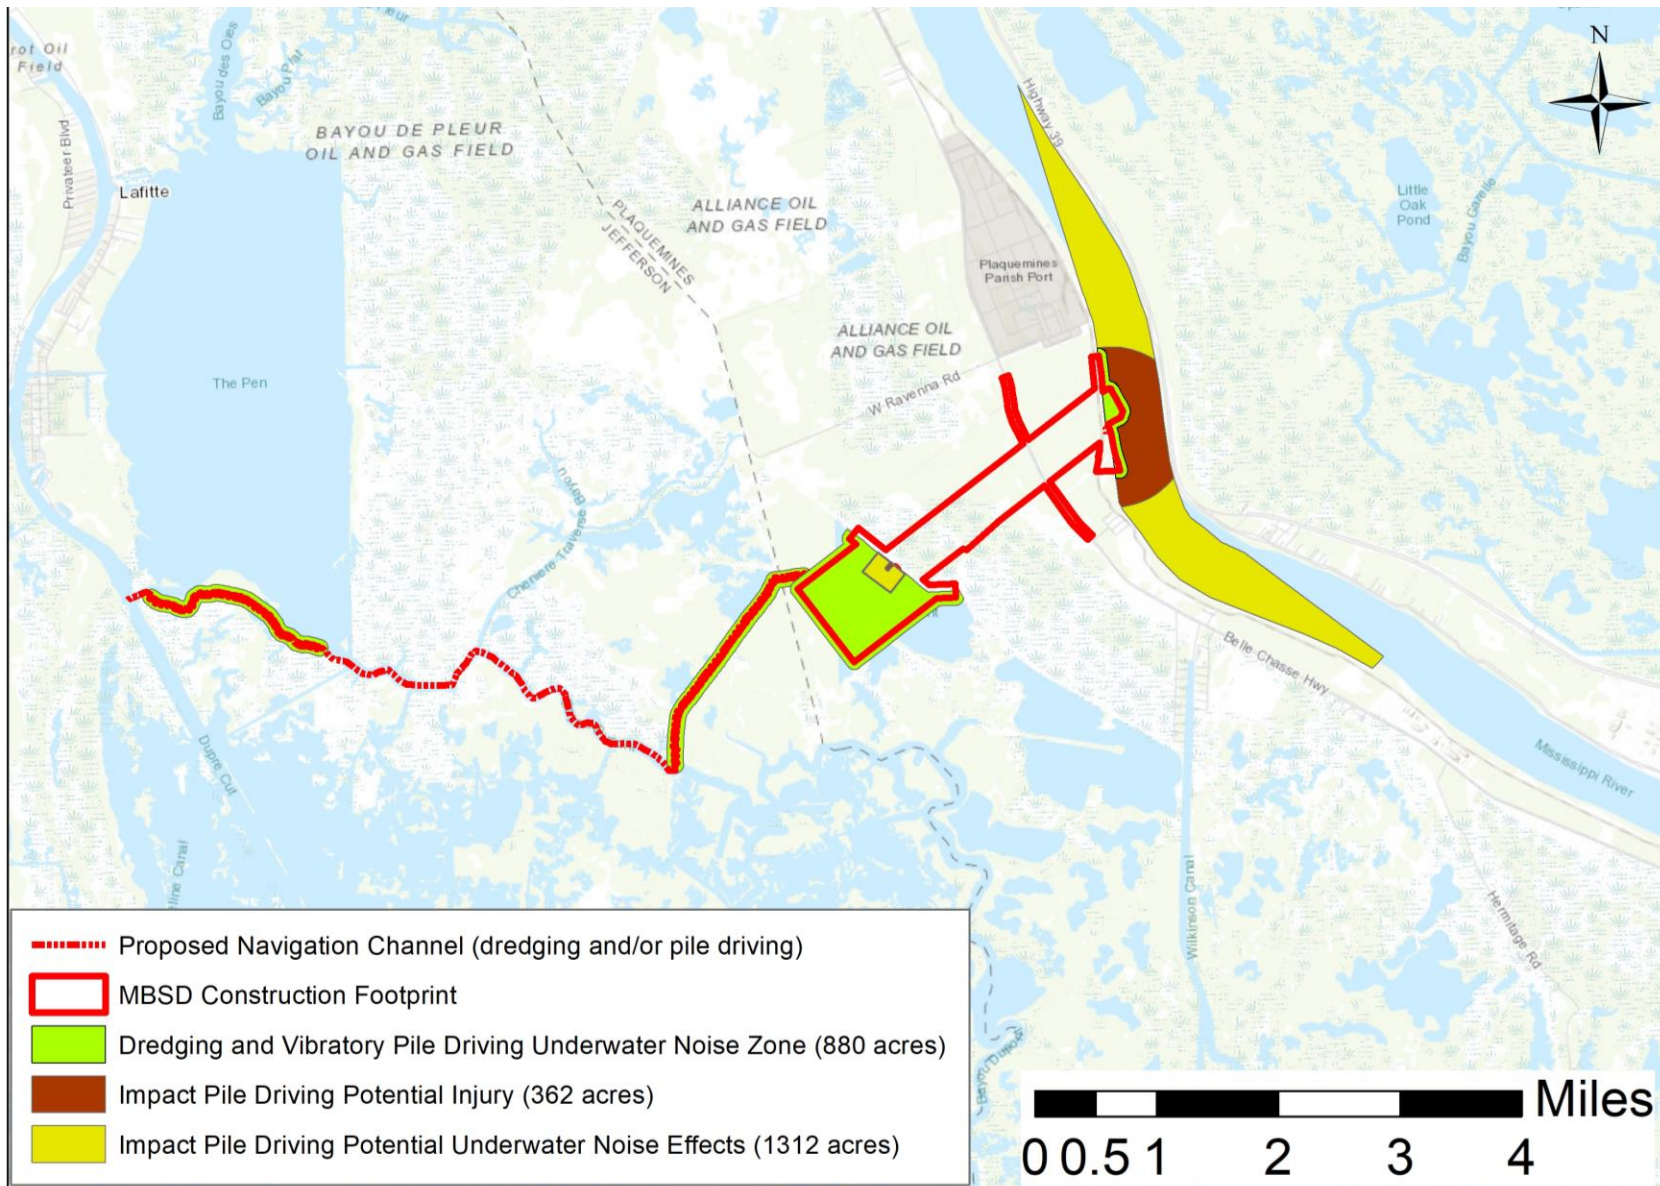 rot Oil
Field
Bayou des Oies
Bayou Plat
Privateer Blvd
BAYOU DE PLEUR
OIL AND GAS FIELD
Lafitte
ALLIANCE OIL
AND GAS FIELD
PLAQUEMINES
JEFFERSON
Highway 39
N
Little
Oak
Pond
Bayou Garelle
Plaquemines
Parish Port
ALLIANCE OIL
AND GAS FIELD
The Pen
W Ravenna Rd
Cheniere Traverse Bayou
Belle Chasse Hwy
Dupre Cut
Mississippi River
Wilkinson Canal
Hermitage Rd
Canal
Proposed Navigation Channel (dredging and/or pile driving)
MBSD Construction Footprint
Dredging and Vibratory Pile Driving Underwater Noise Zone (880 acres)
Impact Pile Driving Potential Injury (362 acres)
Impact Pile Driving Potential Underwater Noise Effects (1312 acres)
Bayou Dupont
Miles
0 0.5 1 2 3 4